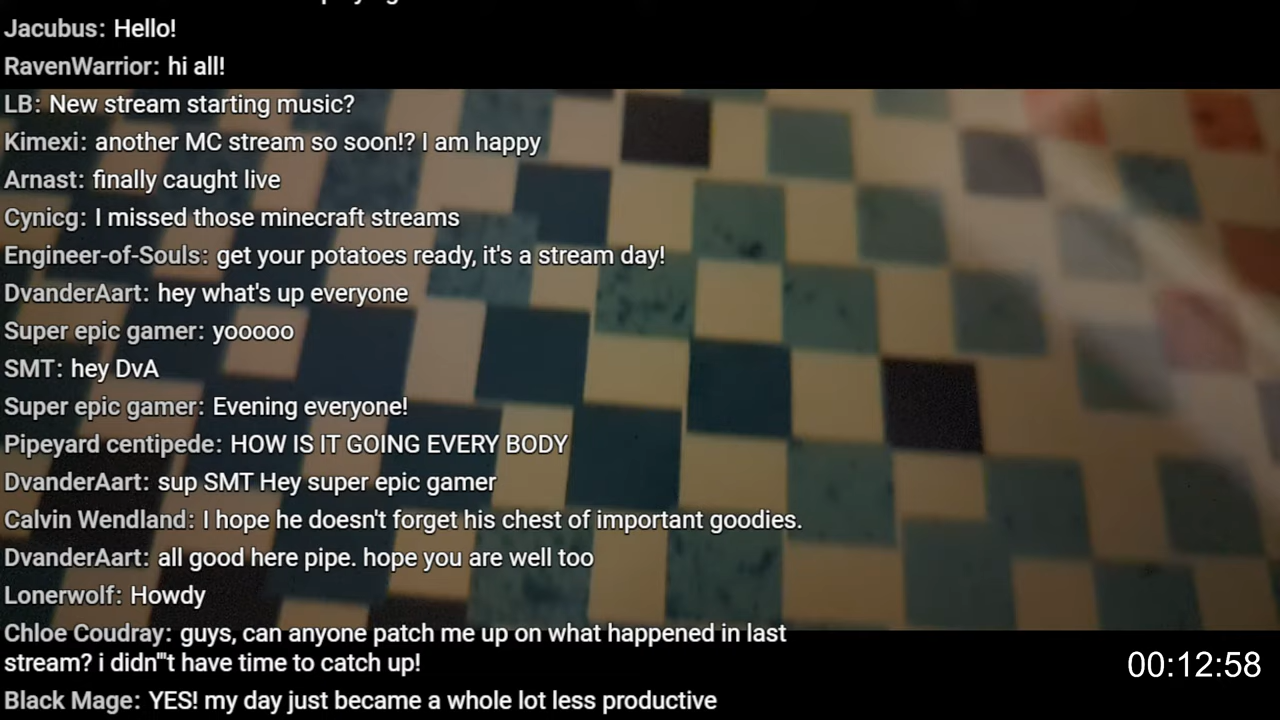 Jacubus: Hello!
RavenWarrior: hi all!
LB: New stream starting music?
Kimexi: another MC stream so soon!? I am happy
Arnast: finally caught live
Cynicg: I missed those minecraft streams
Engineer-of-Souls: get your potatoes ready, it's a stream day!
DvanderAart: hey what's up everyone
Super epic gamer: yooooo
SMT: hey DvA
Super epic gamer: Evening everyone!
Pipeyard centipede: HOW IS IT GOING EVERY BODY
DvanderAart: sup SMT Hey super epic gamer
Calvin Wendland: I hope he doesn't forget his chest of important goodies.
DvanderAart: all good here pipe. hope you are well too
Lonerwolf: Howdy
Chloe Coudray: guys, can anyone patch me up on what happened in last
stream? i didn'"t have time to catch up!
00:12:58
Black Mage: YES! my day just became a whole lot less productive